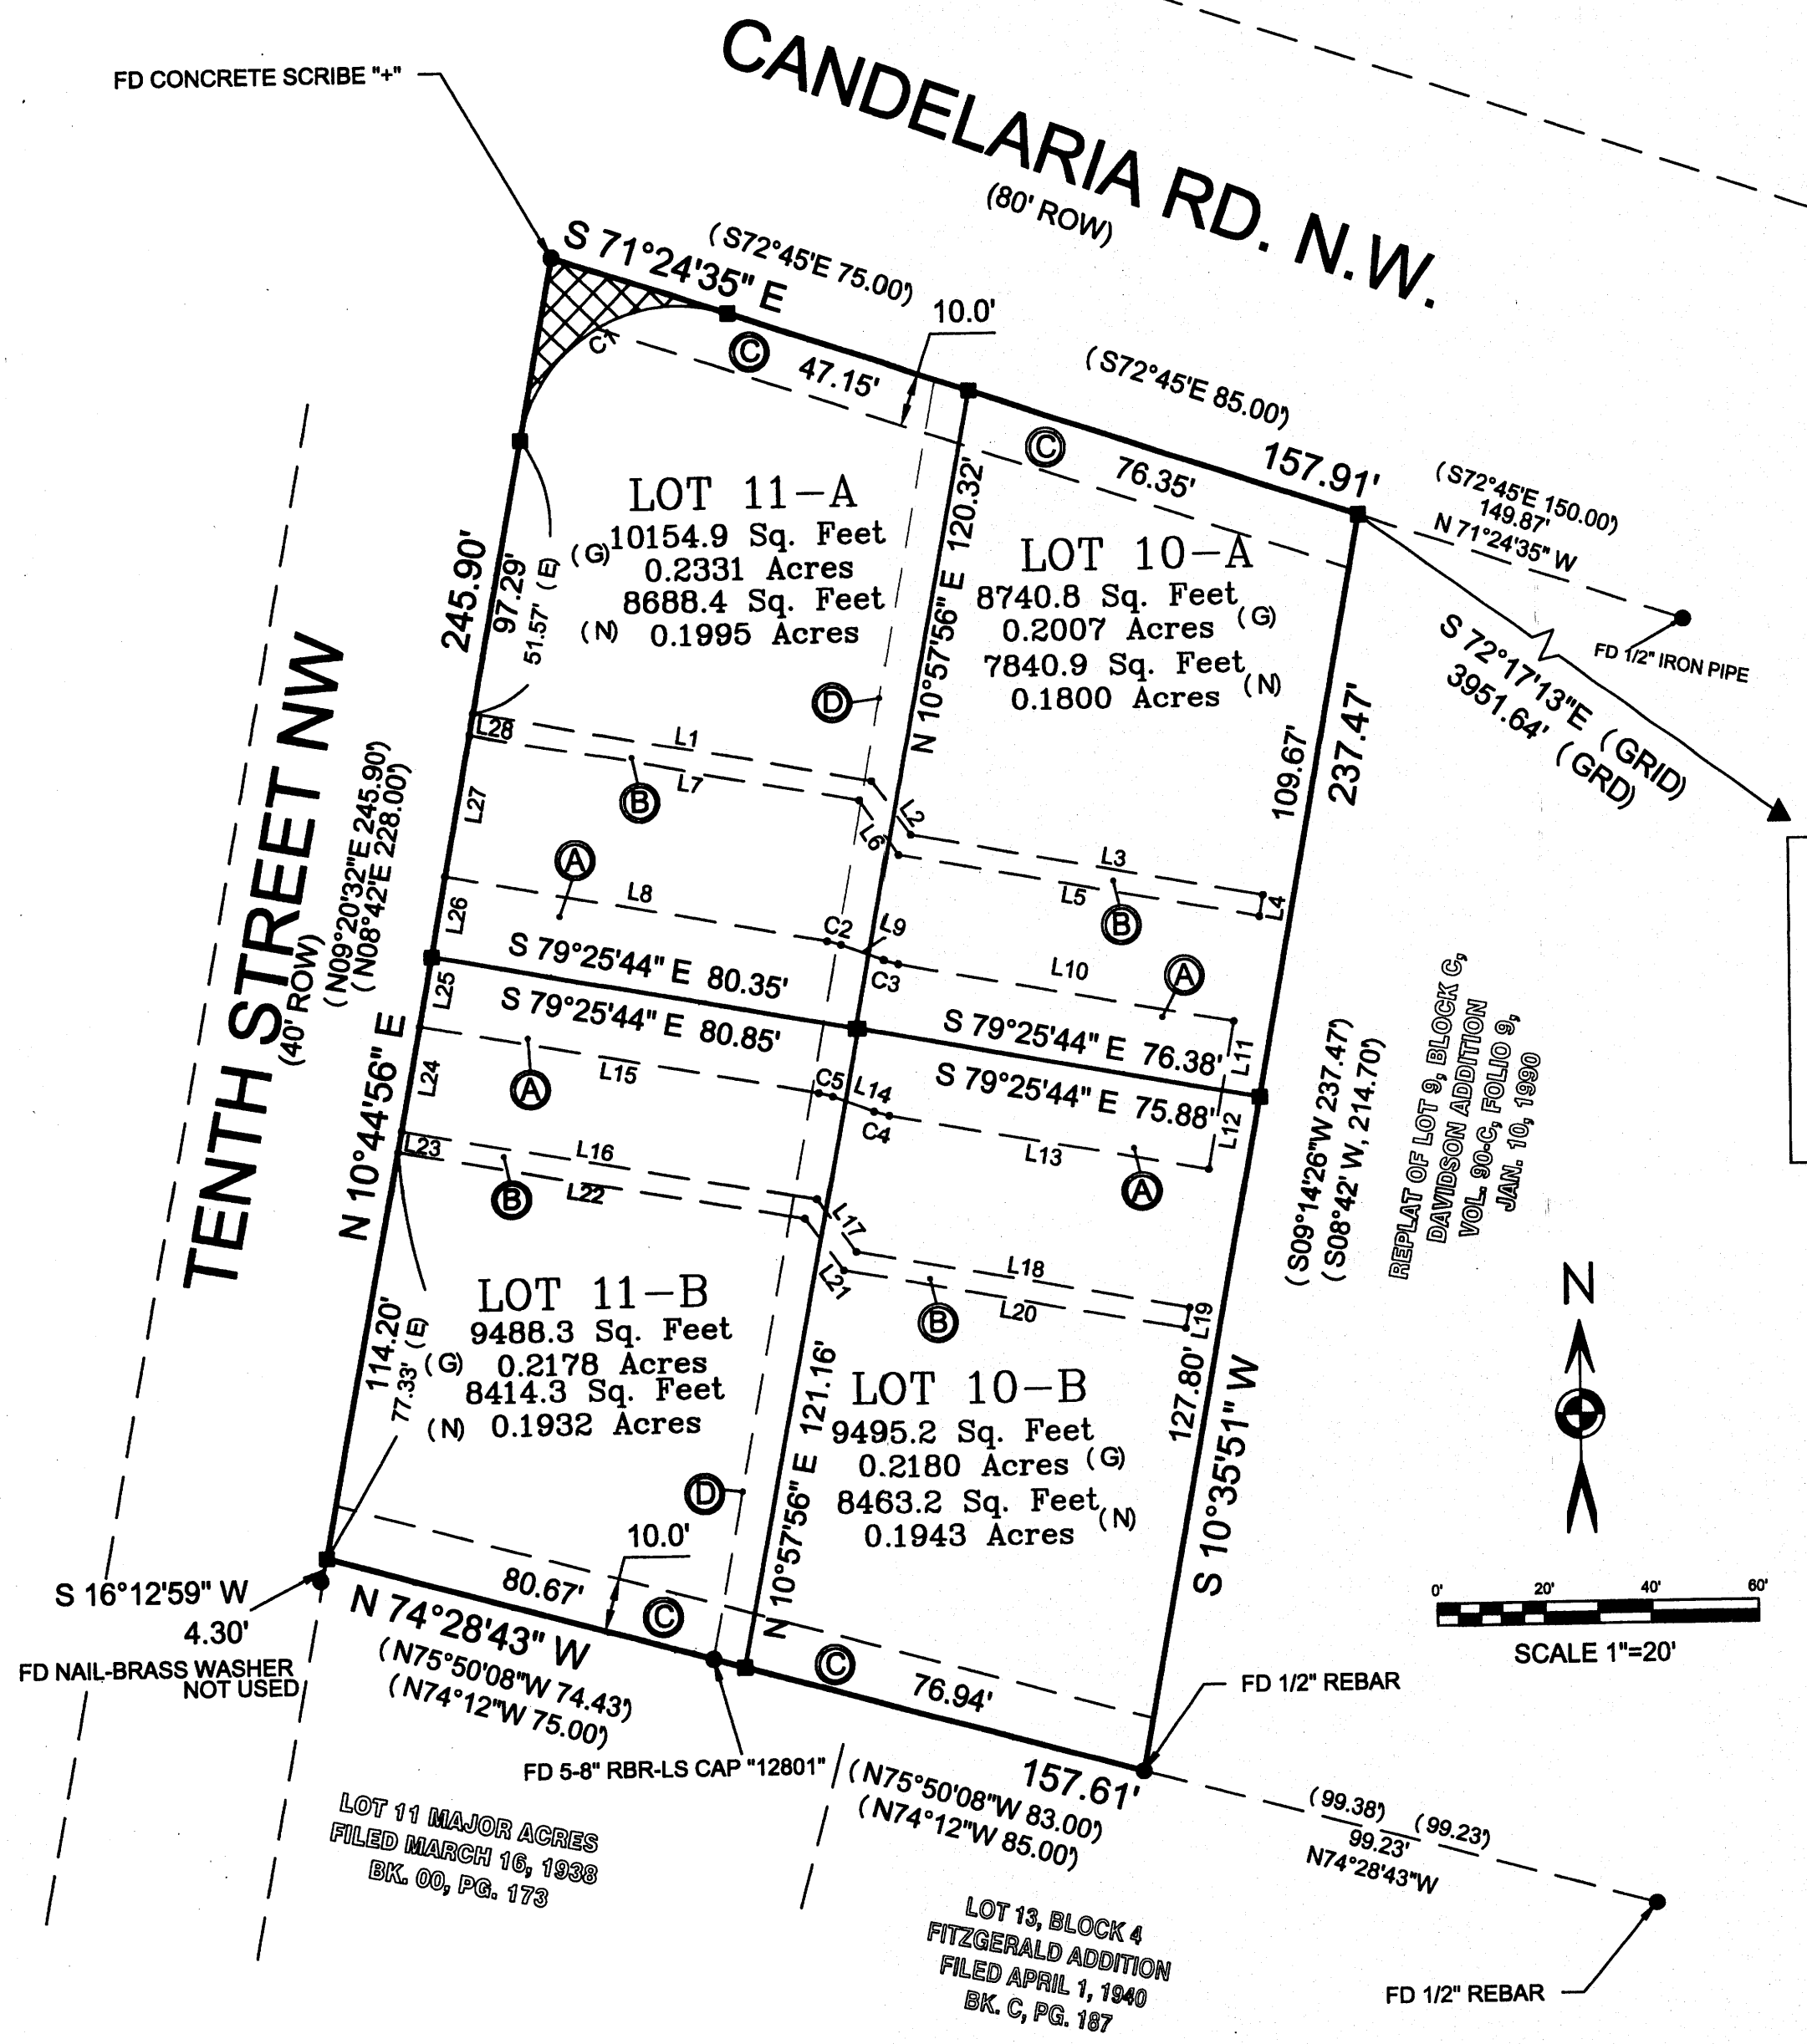 CANDELARIA RD. N.W.
(80' ROW)
FD CONCRETE SCRIBE "+"
S 71°24'35" E
(S72°45'E 75.00')
10.0'
C1
Ⓒ
47.15'
(S72°45'E 85.00')
Ⓒ
76.35'
157.91'
(S72°45'E 150.00')
149.87'
N 71°24'35" W
FD 1/2" IRON PIPE
S 72°17'13"E (GRID)
3951.64' (GRD)
LOT 11-A
10154.9 Sq. Feet
(G)
0.2331 Acres
8688.4 Sq. Feet
(N) 0.1995 Acres
LOT 10-A
8740.8 Sq. Feet
0.2007 Acres (G)
7840.9 Sq. Feet
0.1800 Acres (N)
245.90'
97.29'
51.57' (E)
N 10°57'56" E 120.32'
109.67'
237.47'
Ⓓ
L28
L1
L7
Ⓑ
L27
L2
L6
L3
L5
L4
Ⓑ
Ⓐ
L8
L26
C2
L9
C3
L10
Ⓐ
TENTH STREET NW
(40' ROW)
(N09°20'32"E 245.90')
(N08°42'E 228.00')
S 79°25'44" E 80.35'
S 79°25'44" E 80.85'
S 79°25'44" E 76.38'
S 79°25'44" E 75.88'
L25
L11
L24
L15
Ⓐ
C5
L14
C4
L13
L12
Ⓐ
N 10°44'56" E
L23
L16
L22
Ⓑ
L17
L21
L18
L20
L19
Ⓑ
(S09°14'26"W 237.47')
(S08°42' W, 214.70')
REPLAT OF LOT 9, BLOCK C,
DAVIDSON ADDITION
VOL. 90-C, FOLIO 9,
JAN. 10, 1990
N
LOT 11-B
9488.3 Sq. Feet
(G) 0.2178 Acres
8414.3 Sq. Feet
(N) 0.1932 Acres
114.20'
77.33' (E)
LOT 10-B
9495.2 Sq. Feet
0.2180 Acres (G)
8463.2 Sq. Feet
0.1943 Acres (N)
N 10°57'56" E 121.16'
127.80'
S 10°35'51" W
Ⓓ
10.0'
S 16°12'59" W
4.30'
FD NAIL-BRASS WASHER
NOT USED
80.67'
Ⓒ
N 74°28'43" W
(N75°50'08"W 74.43')
(N74°12"W 75.00')
Ⓒ
76.94'
FD 1/2" REBAR
0' 20' 40' 60'
SCALE 1"=20'
FD 5-8" RBR-LS CAP "12801"
157.61'
(N75°50'08"W 83.00')
(N74°12"W 85.00')
(99.38') (99.23')
99.23'
N74°28'43"W
LOT 11 MAJOR ACRES
FILED MARCH 16, 1938
BK. 00, PG. 173
LOT 13, BLOCK 4
FITZGERALD ADDITION
FILED APRIL 1, 1940
BK. C, PG. 187
FD 1/2" REBAR